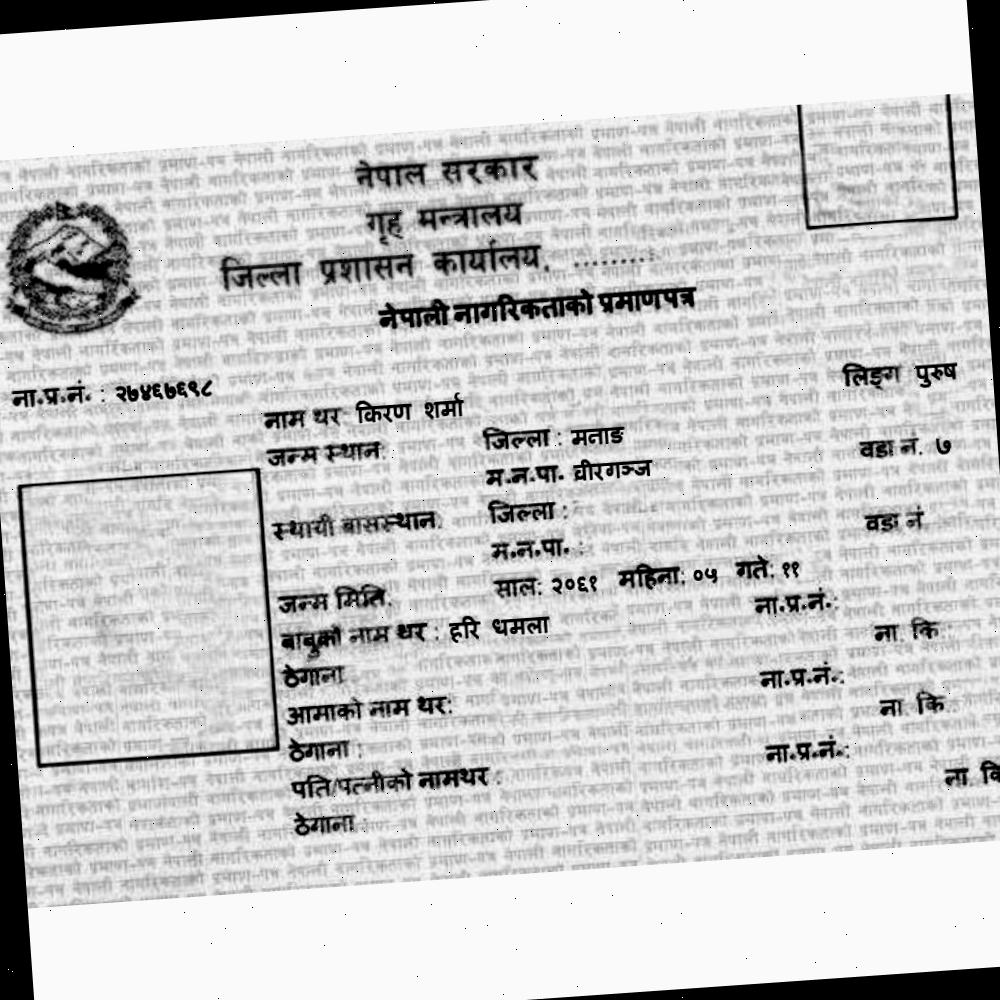 नेपाल सरकार
गृह मन्त्रालय
जिल्ला प्रशासन कार्यालय, .........
नेपाली नागरिकताको प्रमाणपत्र
ना.प्र.नं. : २७४६७६९८ लिङ्ग पुरुष
नाम थर किरण शर्मा
जन्म स्थान: जिल्ला : मनाङ वडा नं. ७
म.न.पा. वीरगञ्ज
स्थायी बासस्थान: जिल्ला : वडा नं.
म.न.पा. :
जन्म मिति: साल: २०६१ महिना: ०५ गते: ११
बाबुको नाम थर : हरि धमला ना.प्र.नं.:
ठेगाना ना. कि.
आमाको नाम थर: ना.प्र.नं.:
ठेगाना : ना. कि.
पति/पत्नीको नामथर : ना.प्र.नं.:
ठेगाना : ना. कि